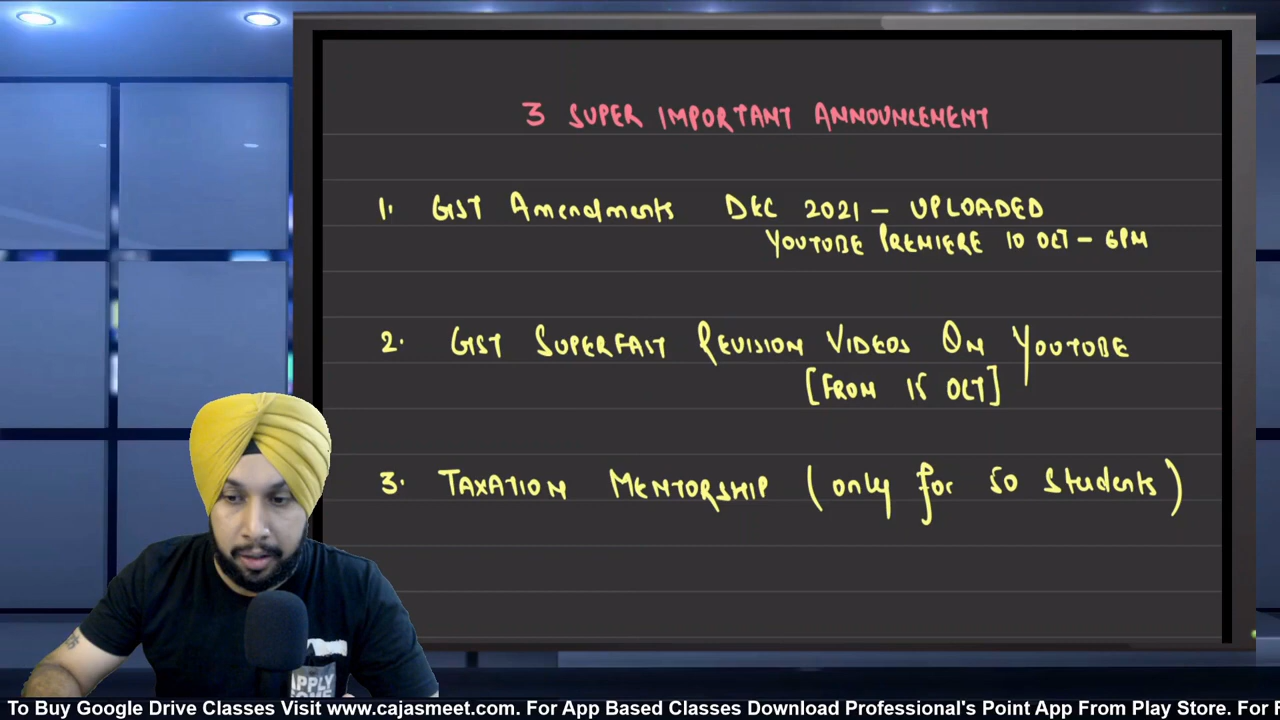 3 SUPER IMPORTANT ANNOUNCEMENT
1. GST Amendments DEC 2021 - UPLOADED
YOUTUBE PREMIERE 10 OCT - 6PM
2. GST SUPERFAST REVISION VIDEOS ON YOUTUBE
[FROM 15 OCT]
3. TAXATION MENTORSHIP (only for 50 students)
APPLY
SOME
To Buy Google Drive Classes Visit www.cajasmeet.com. For App Based Classes Download Professional's Point App From Play Store. For